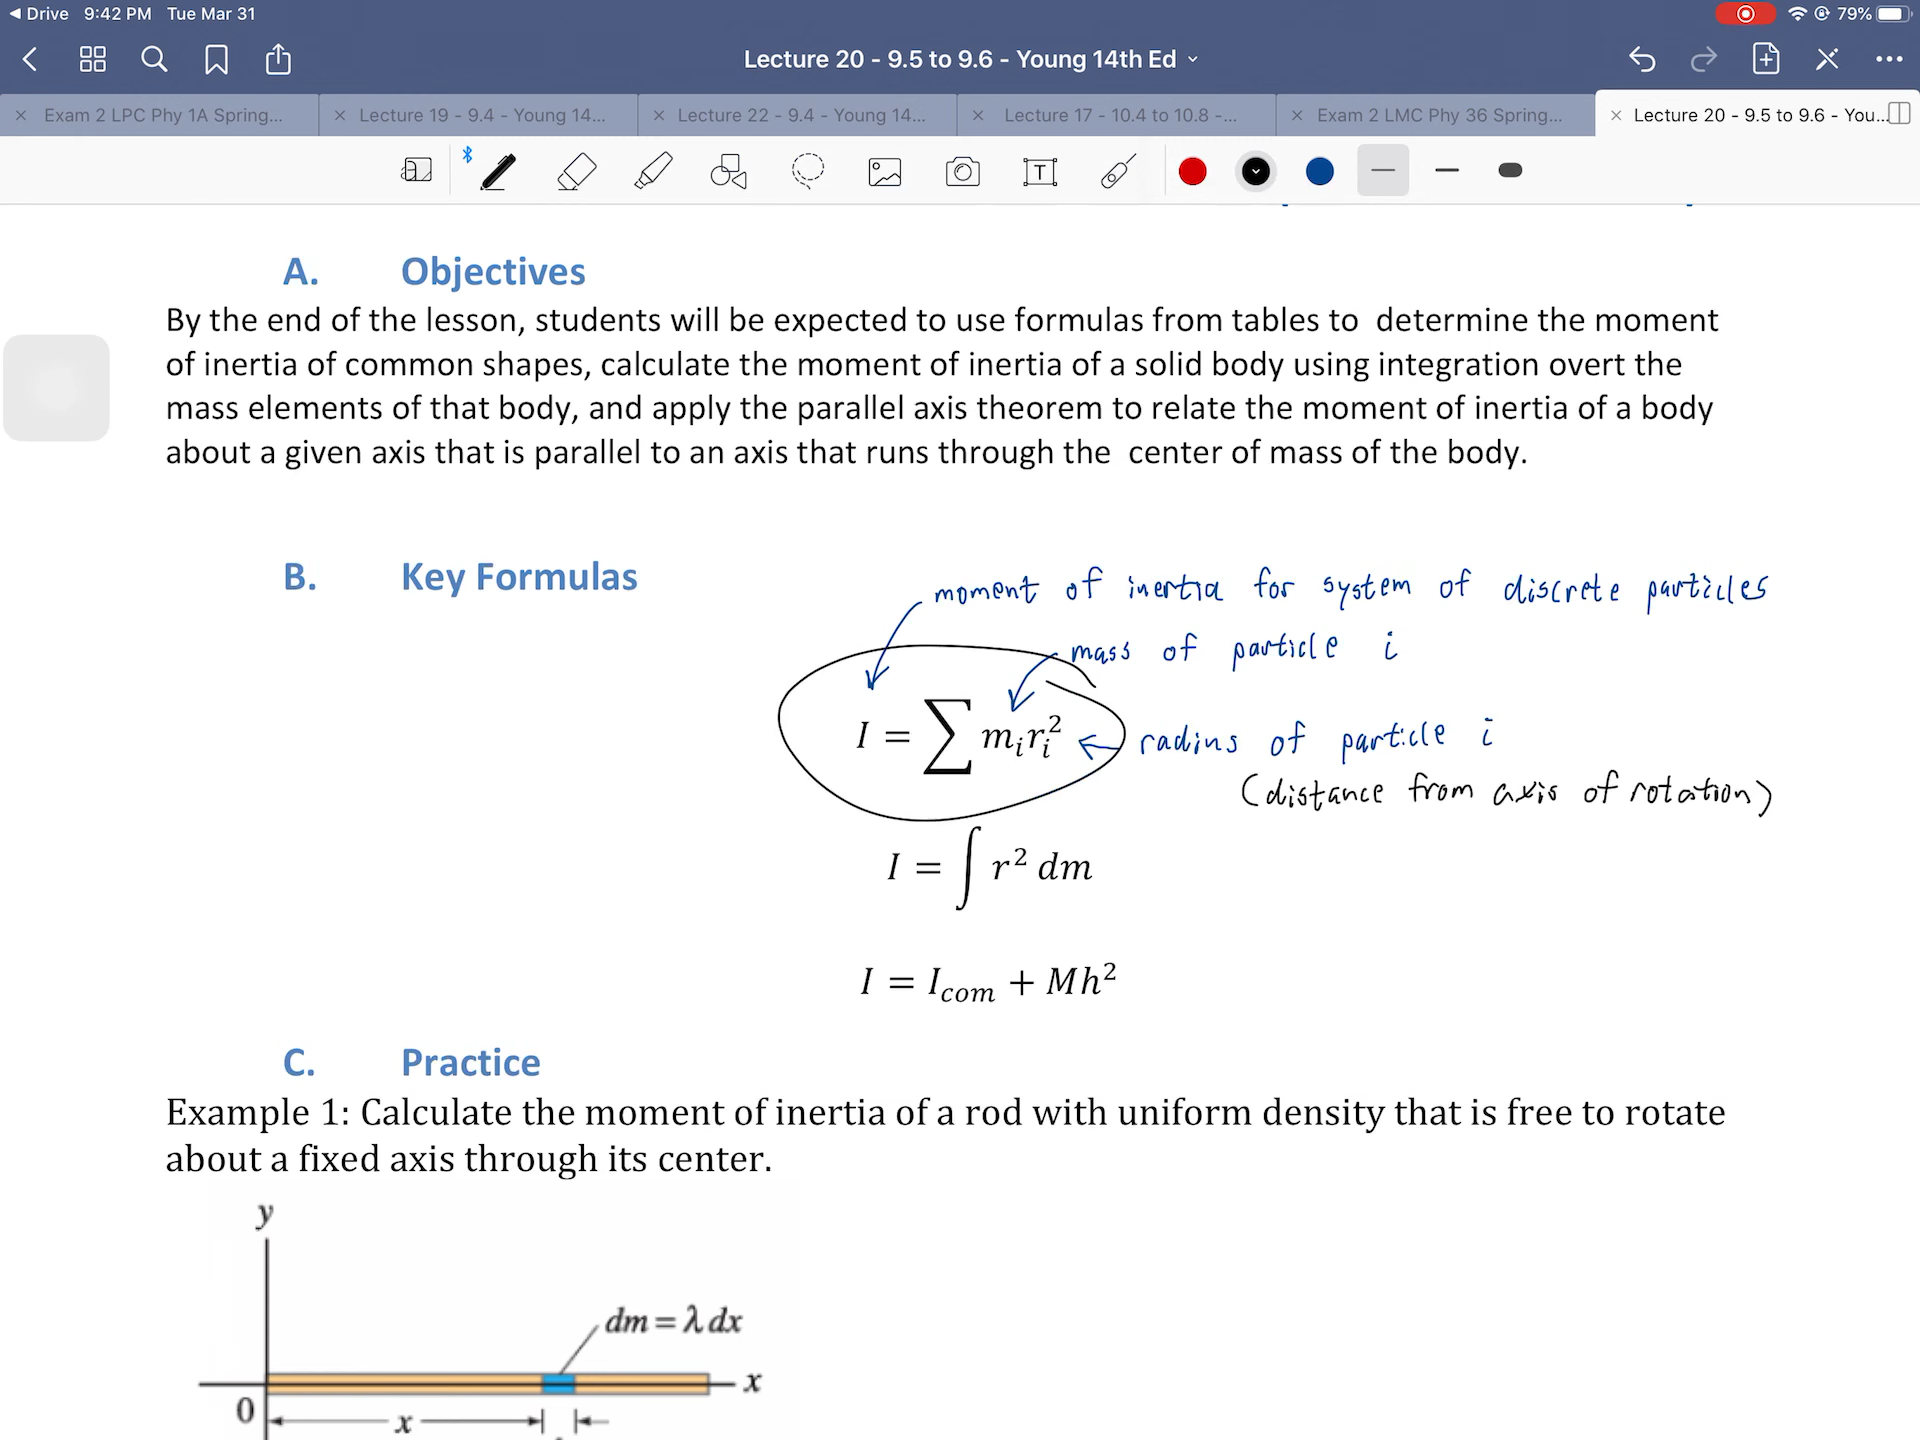 Drive 9:42 PM Tue Mar 31
79%
Lecture 20 - 9.5 to 9.6 - Young 14th Ed
Exam 2 LPC Phy 1A Spring...
Lecture 19 - 9.4 - Young 14...
Lecture 22 - 9.4 - Young 14...
Lecture 17 - 10.4 to 10.8 -...
Exam 2 LMC Phy 36 Spring...
Lecture 20 - 9.5 to 9.6 - You...
A. Objectives
By the end of the lesson, students will be expected to use formulas from tables to determine the moment
of inertia of common shapes, calculate the moment of inertia of a solid body using integration overt the
mass elements of that body, and apply the parallel axis theorem to relate the moment of inertia of a body
about a given axis that is parallel to an axis that runs through the center of mass of the body.
B. Key Formulas
moment of inertia for system of discrete particles
mass of particle i
I = ∑ mᵢrᵢ²
radius of particle i
(distance from axis of rotation)
I = ∫ r² dm
I = I_com + Mh²
C. Practice
Example 1: Calculate the moment of inertia of a rod with uniform density that is free to rotate
about a fixed axis through its center.
y
dm = λ dx
x
0
x